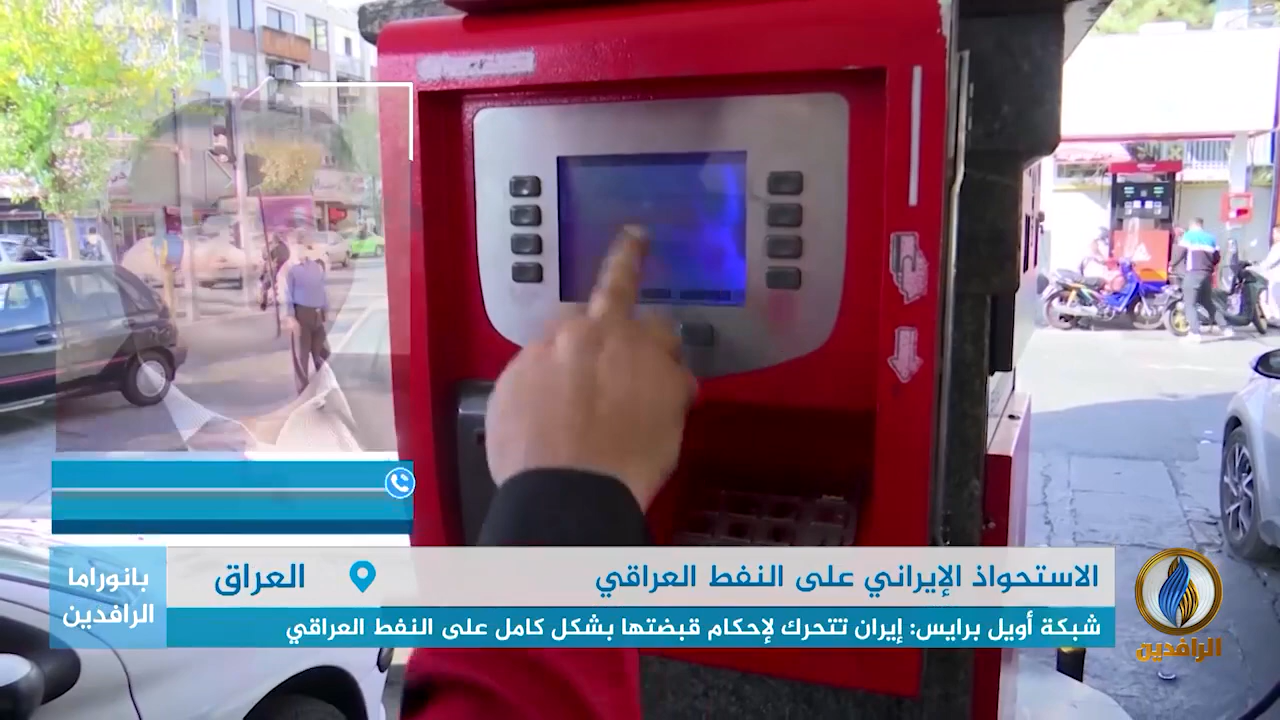 الاستحواذ الإيراني على النفط العراقي
العراق
بانوراما
الرافدين
شبكة أويل برايس: إيران تتحرك لإحكام قبضتها بشكل كامل على النفط العراقي
الرافدين